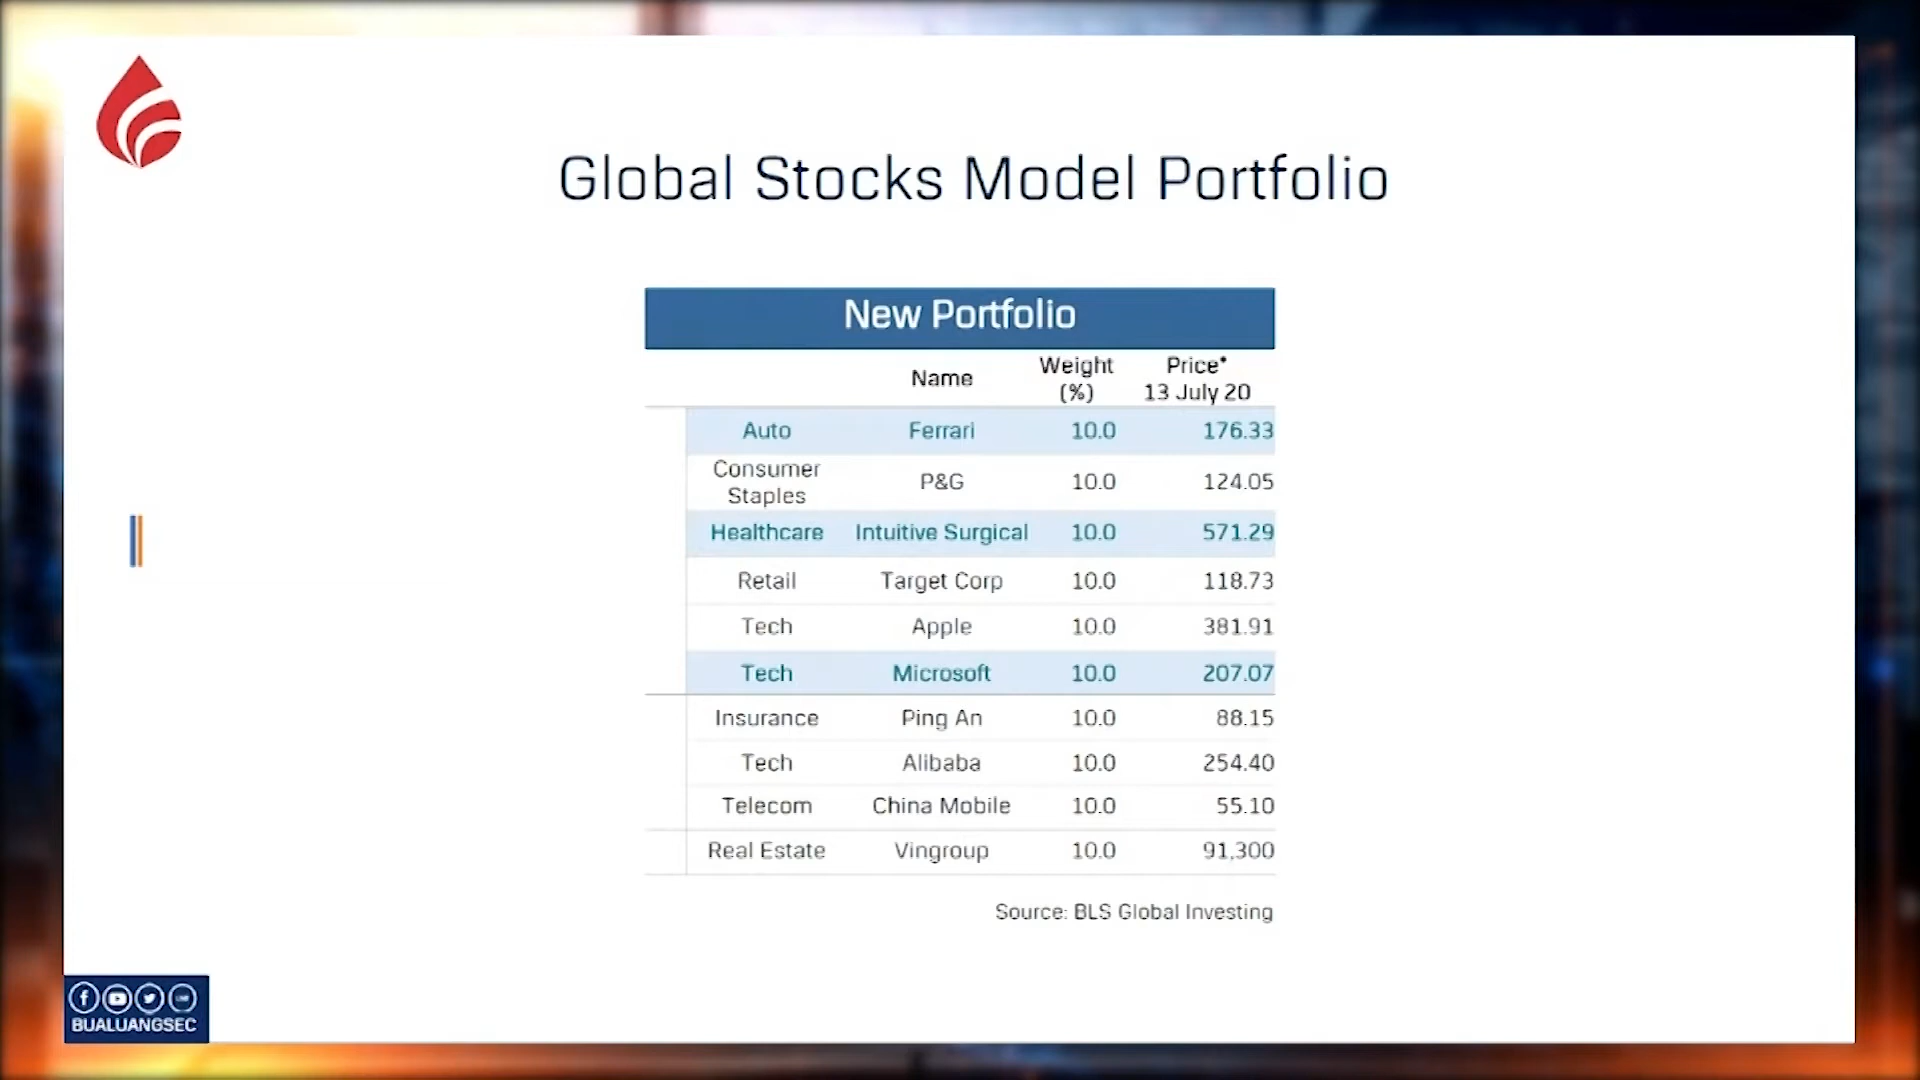 Global Stocks Model Portfolio
New Portfolio
Name Weight (%) Price* 13 July 20
Auto Ferrari 10.0 176.33
Consumer Staples P&G 10.0 124.05
Healthcare Intuitive Surgical 10.0 571.29
Retail Target Corp 10.0 118.73
Tech Apple 10.0 381.91
Tech Microsoft 10.0 207.07
Insurance Ping An 10.0 88.15
Tech Alibaba 10.0 254.40
Telecom China Mobile 10.0 55.10
Real Estate Vingroup 10.0 91,300
Source: BLS Global Investing
BUALUANGSEC